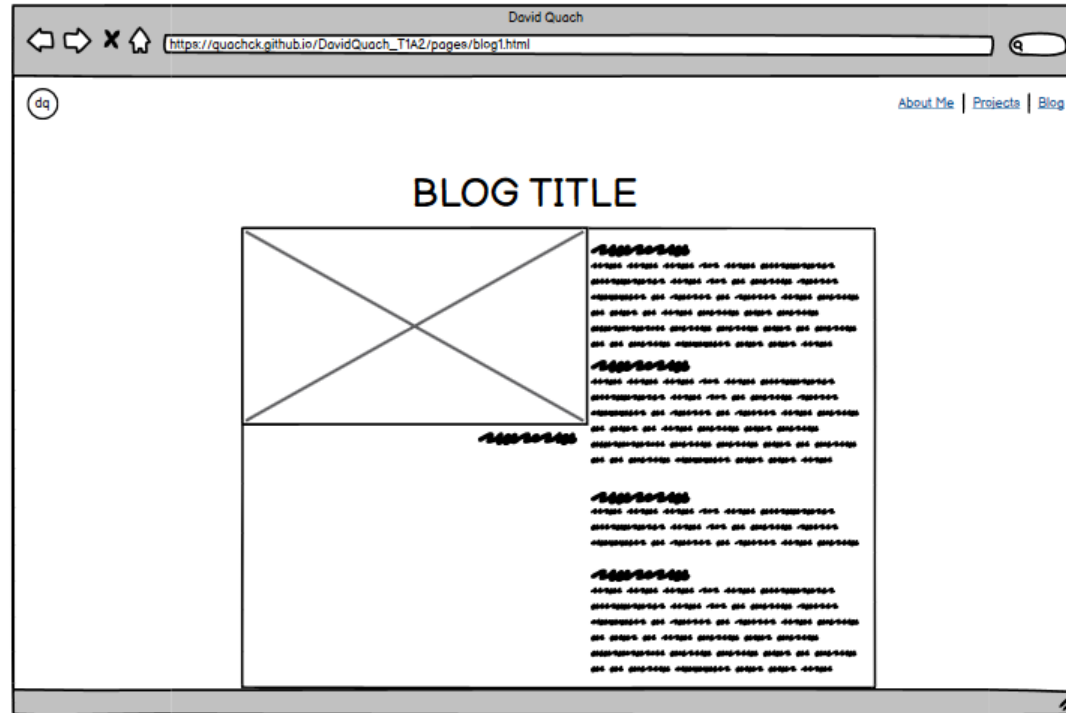 David Quach
https://quachck.github.io/DavidQuach_T1A2/pages/blog1.html
dq
About Me | Projects | Blog
BLOG TITLE